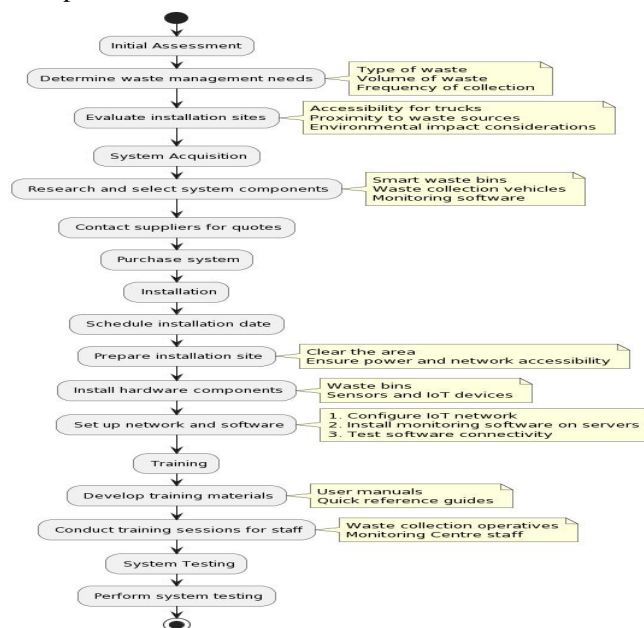 Initial Assessment
Determine waste management needs
Type of waste
Volume of waste
Frequency of collection
Evaluate installation sites
Accessibility for trucks
Proximity to waste sources
Environmental impact considerations
System Acquisition
Research and select system components
Smart waste bins
Waste collection vehicles
Monitoring software
Contact suppliers for quotes
Purchase system
Installation
Schedule installation date
Prepare installation site
Clear the area
Ensure power and network accessibility
Install hardware components
Waste bins
Sensors and IoT devices
Set up network and software
1. Configure IoT network
2. Install monitoring software on servers
3. Test software connectivity
Training
Develop training materials
User manuals
Quick reference guides
Conduct training sessions for staff
Waste collection operatives
Monitoring Centre staff
System Testing
Perform system testing